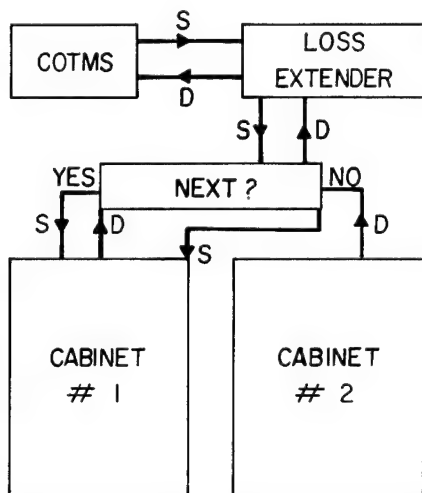 S
COTMS
LOSS
EXTENDER
D
S
D
YES
NEXT ?
NO
S
D
S
D
CABINET
# 1
CABINET
# 2